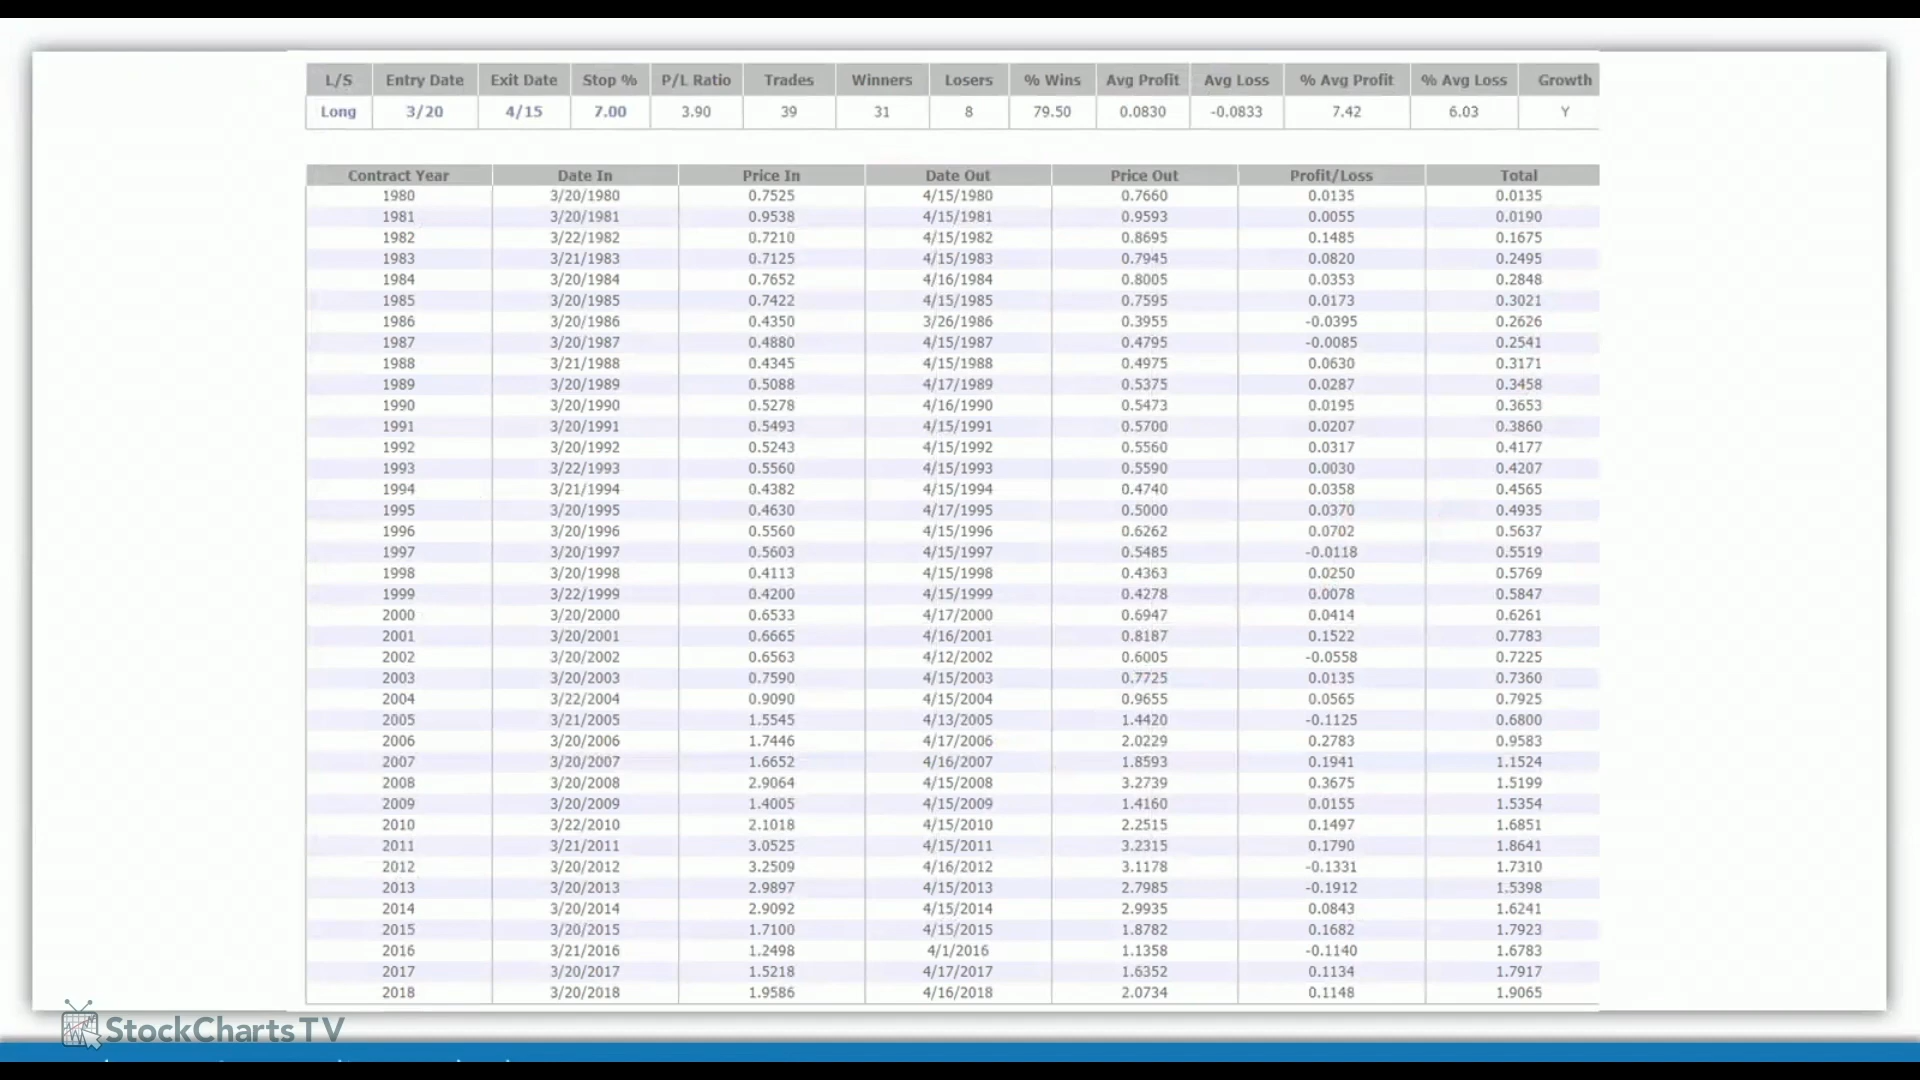 L/S Entry Date Exit Date Stop % P/L Ratio Trades Winners Losers % Wins Avg Profit Avg Loss % Avg Profit % Avg Loss Growth
Long 3/20 4/15 7.00 3.90 39 31 8 79.50 0.0830 -0.0833 7.42 6.03 Y
Contract Year Date In Price In Date Out Price Out Profit/Loss Total
1980 3/20/1980 0.7525 4/15/1980 0.7660 0.0135 0.0135
1981 3/20/1981 0.9538 4/15/1981 0.9593 0.0055 0.0190
1982 3/22/1982 0.7210 4/15/1982 0.8695 0.1485 0.1675
1983 3/21/1983 0.7125 4/15/1983 0.7945 0.0820 0.2495
1984 3/20/1984 0.7652 4/16/1984 0.8005 0.0353 0.2848
1985 3/20/1985 0.7422 4/15/1985 0.7595 0.0173 0.3021
1986 3/20/1986 0.4350 3/26/1986 0.3955 -0.0395 0.2626
1987 3/20/1987 0.4880 4/15/1987 0.4795 -0.0085 0.2541
1988 3/21/1988 0.4345 4/15/1988 0.4975 0.0630 0.3171
1989 3/20/1989 0.5088 4/17/1989 0.5375 0.0287 0.3458
1990 3/20/1990 0.5278 4/16/1990 0.5473 0.0195 0.3653
1991 3/20/1991 0.5493 4/15/1991 0.5700 0.0207 0.3860
1992 3/20/1992 0.5243 4/15/1992 0.5560 0.0317 0.4177
1993 3/22/1993 0.5560 4/15/1993 0.5590 0.0030 0.4207
1994 3/21/1994 0.4382 4/15/1994 0.4740 0.0358 0.4565
1995 3/20/1995 0.4630 4/17/1995 0.5000 0.0370 0.4935
1996 3/20/1996 0.5560 4/15/1996 0.6262 0.0702 0.5637
1997 3/20/1997 0.5603 4/15/1997 0.5485 -0.0118 0.5519
1998 3/20/1998 0.4113 4/15/1998 0.4363 0.0250 0.5769
1999 3/22/1999 0.4200 4/15/1999 0.4278 0.0078 0.5847
2000 3/20/2000 0.6533 4/17/2000 0.6947 0.0414 0.6261
2001 3/20/2001 0.6665 4/16/2001 0.8187 0.1522 0.7783
2002 3/20/2002 0.6563 4/12/2002 0.6005 -0.0558 0.7225
2003 3/20/2003 0.7590 4/15/2003 0.7725 0.0135 0.7360
2004 3/22/2004 0.9090 4/15/2004 0.9655 0.0565 0.7925
2005 3/21/2005 1.5545 4/13/2005 1.4420 -0.1125 0.6800
2006 3/20/2006 1.7446 4/17/2006 2.0229 0.2783 0.9583
2007 3/20/2007 1.6652 4/16/2007 1.8593 0.1941 1.1524
2008 3/20/2008 2.9064 4/15/2008 3.2739 0.3675 1.5199
2009 3/20/2009 1.4005 4/15/2009 1.4160 0.0155 1.5354
2010 3/22/2010 2.1018 4/15/2010 2.2515 0.1497 1.6851
2011 3/21/2011 3.0525 4/15/2011 3.2315 0.1790 1.8641
2012 3/20/2012 3.2509 4/16/2012 3.1178 -0.1331 1.7310
2013 3/20/2013 2.9897 4/15/2013 2.7985 -0.1912 1.5398
2014 3/20/2014 2.9092 4/15/2014 2.9935 0.0843 1.6241
2015 3/20/2015 1.7100 4/15/2015 1.8782 0.1682 1.7923
2016 3/21/2016 1.2498 4/1/2016 1.1358 -0.1140 1.6783
2017 3/20/2017 1.5218 4/17/2017 1.6352 0.1134 1.7917
2018 3/20/2018 1.9586 4/16/2018 2.0734 0.1148 1.9065
StockCharts TV